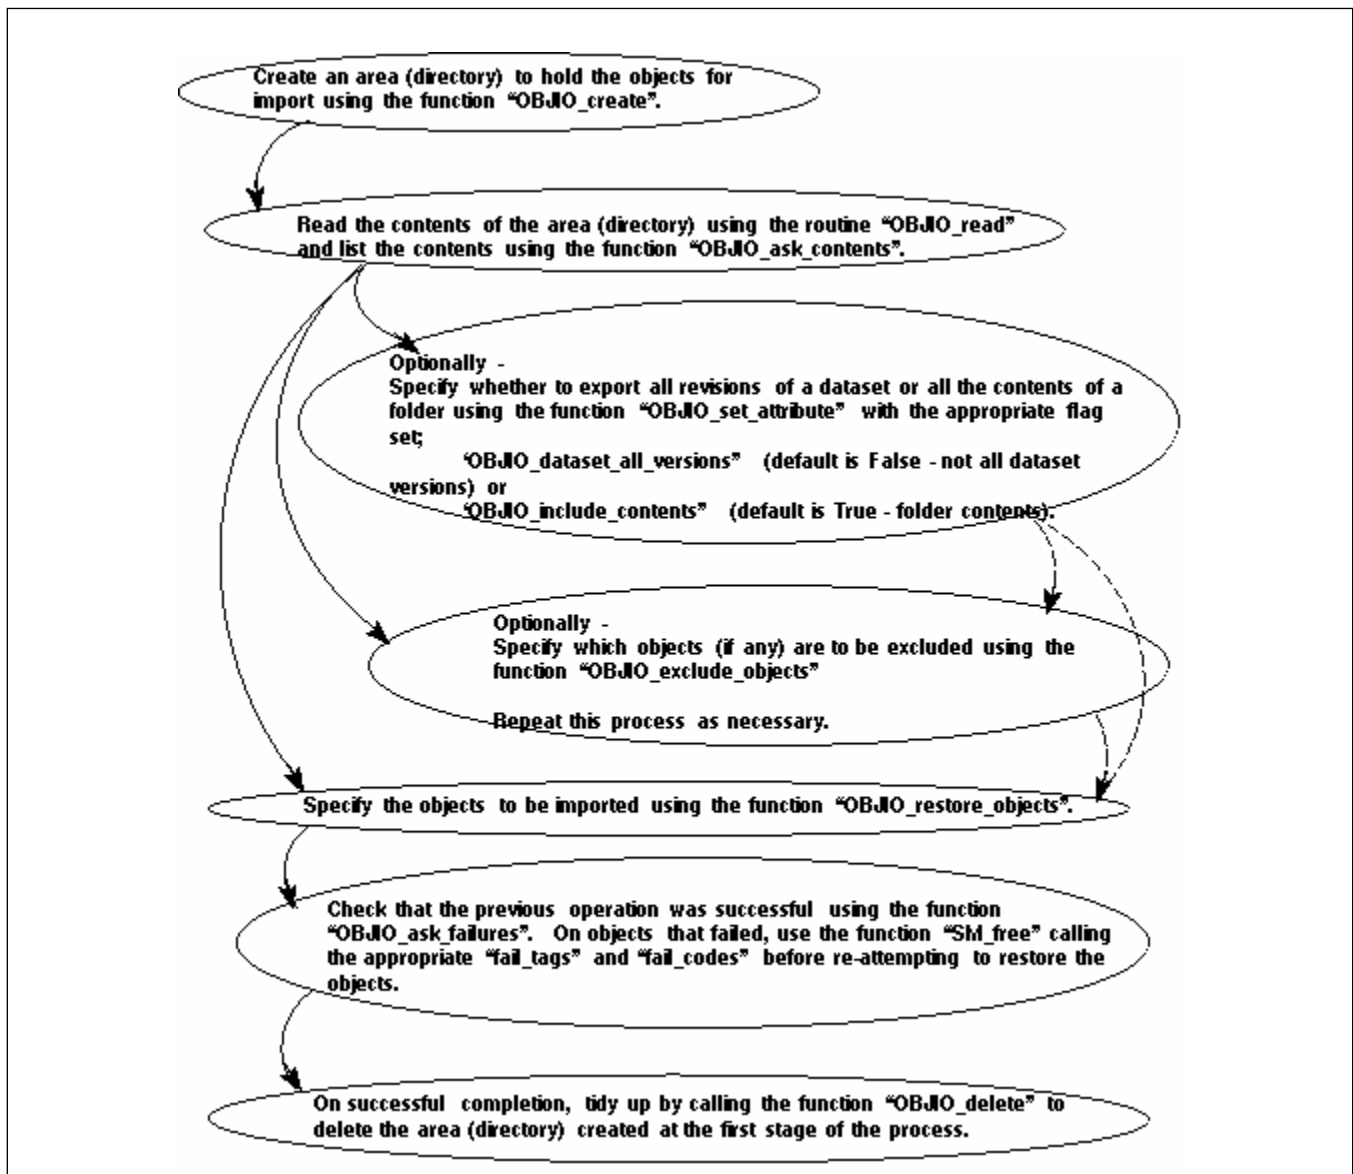 Create an area (directory) to hold the objects for
import using the function “OBJIO_create”.
Read the contents of the area (directory) using the routine “OBJIO_read”
and list the contents using the function “OBJIO_ask_contents”.
Optionally -
Specify whether to export all revisions of a dataset or all the contents of a
folder using the function “OBJIO_set_attribute” with the appropriate flag
set;
‘OBJIO_dataset_all_versions” (default is False - not all dataset
versions) or
‘OBJIO_include_contents” (default is True - folder contents).
Optionally -
Specify which objects (if any) are to be excluded using the
function “OBJIO_exclude_objects”
Repeat this process as necessary.
Specify the objects to be imported using the function “OBJIO_restore_objects”.
Check that the previous operation was successful using the function
“OBJIO_ask_failures”. On objects that failed, use the function “SM_free” calling
the appropriate “fail_tags” and “fail_codes” before re-attempting to restore the
objects.
On successful completion, tidy up by calling the function “OBJIO_delete” to
delete the area (directory) created at the first stage of the process.